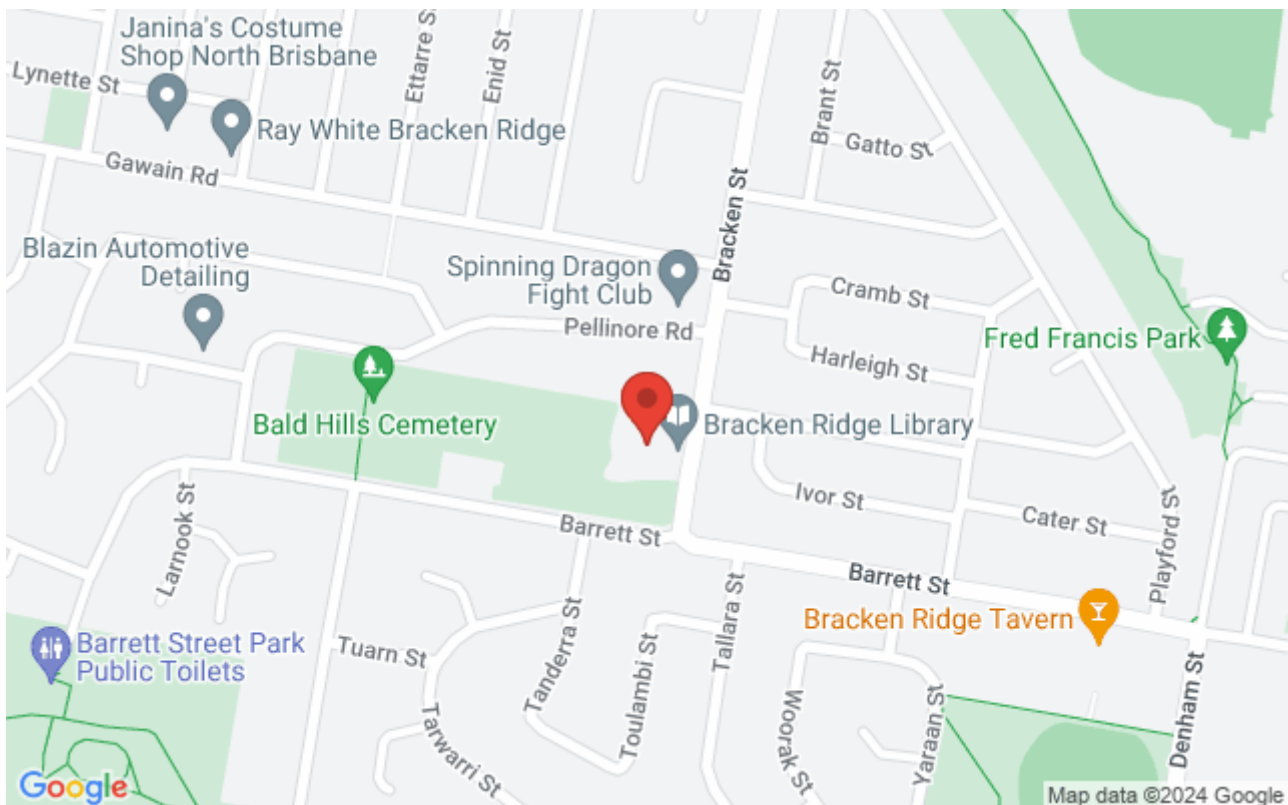 Janina's Costume
Shop North Brisbane
Lynette St
Ettarre St
Enid St
Ray White Bracken Ridge
Gawain Rd
Brant St
Gatto St
Bracken St
Blazin Automotive
Detailing
Spinning Dragon
Fight Club
Cramb St
Pellinore Rd
Harleigh St
Fred Francis Park
Bald Hills Cemetery
Bracken Ridge Library
Ivor St
Cater St
Playford St
Larnook St
Barrett St
Barrett St
Bracken Ridge Tavern
Barrett Street Park
Public Toilets
Tuarn St
Tanderra St
Toulambi St
Tallara St
Tarwarri St
Woorak St
Yaraan St
Denham St
Google
Map data ©2024 Google